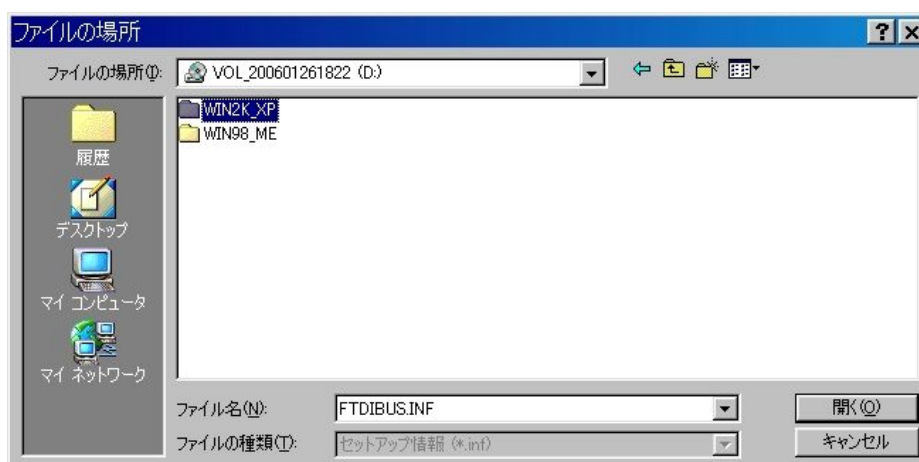 ファイルの場所
ファイルの場所(I): VOL_200601261822 (D:)
WIN2K_XP
WIN98_ME
履歴
デスクトップ
マイ コンピュータ
マイ ネットワーク
ファイル名(N): FTDIBUS.INF 開く(O)
ファイルの種類(T): セットアップ情報 (*.inf) キャンセル